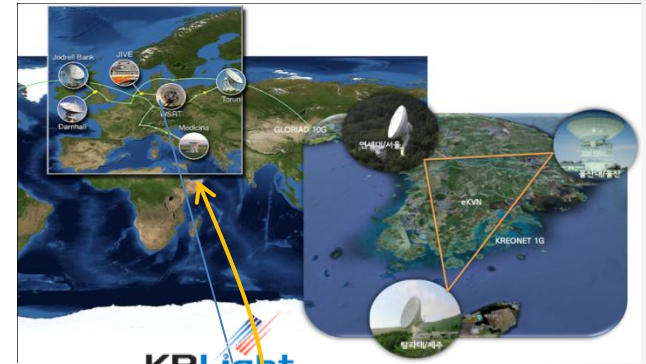 Jodrell Bank
JIVE
Torun
WSRT
Darnhall
Medicina
GLORIAD 10G
연세대/서울
울산대/울산
eKVN
KREONET 1G
탐라대/제주
KRLight